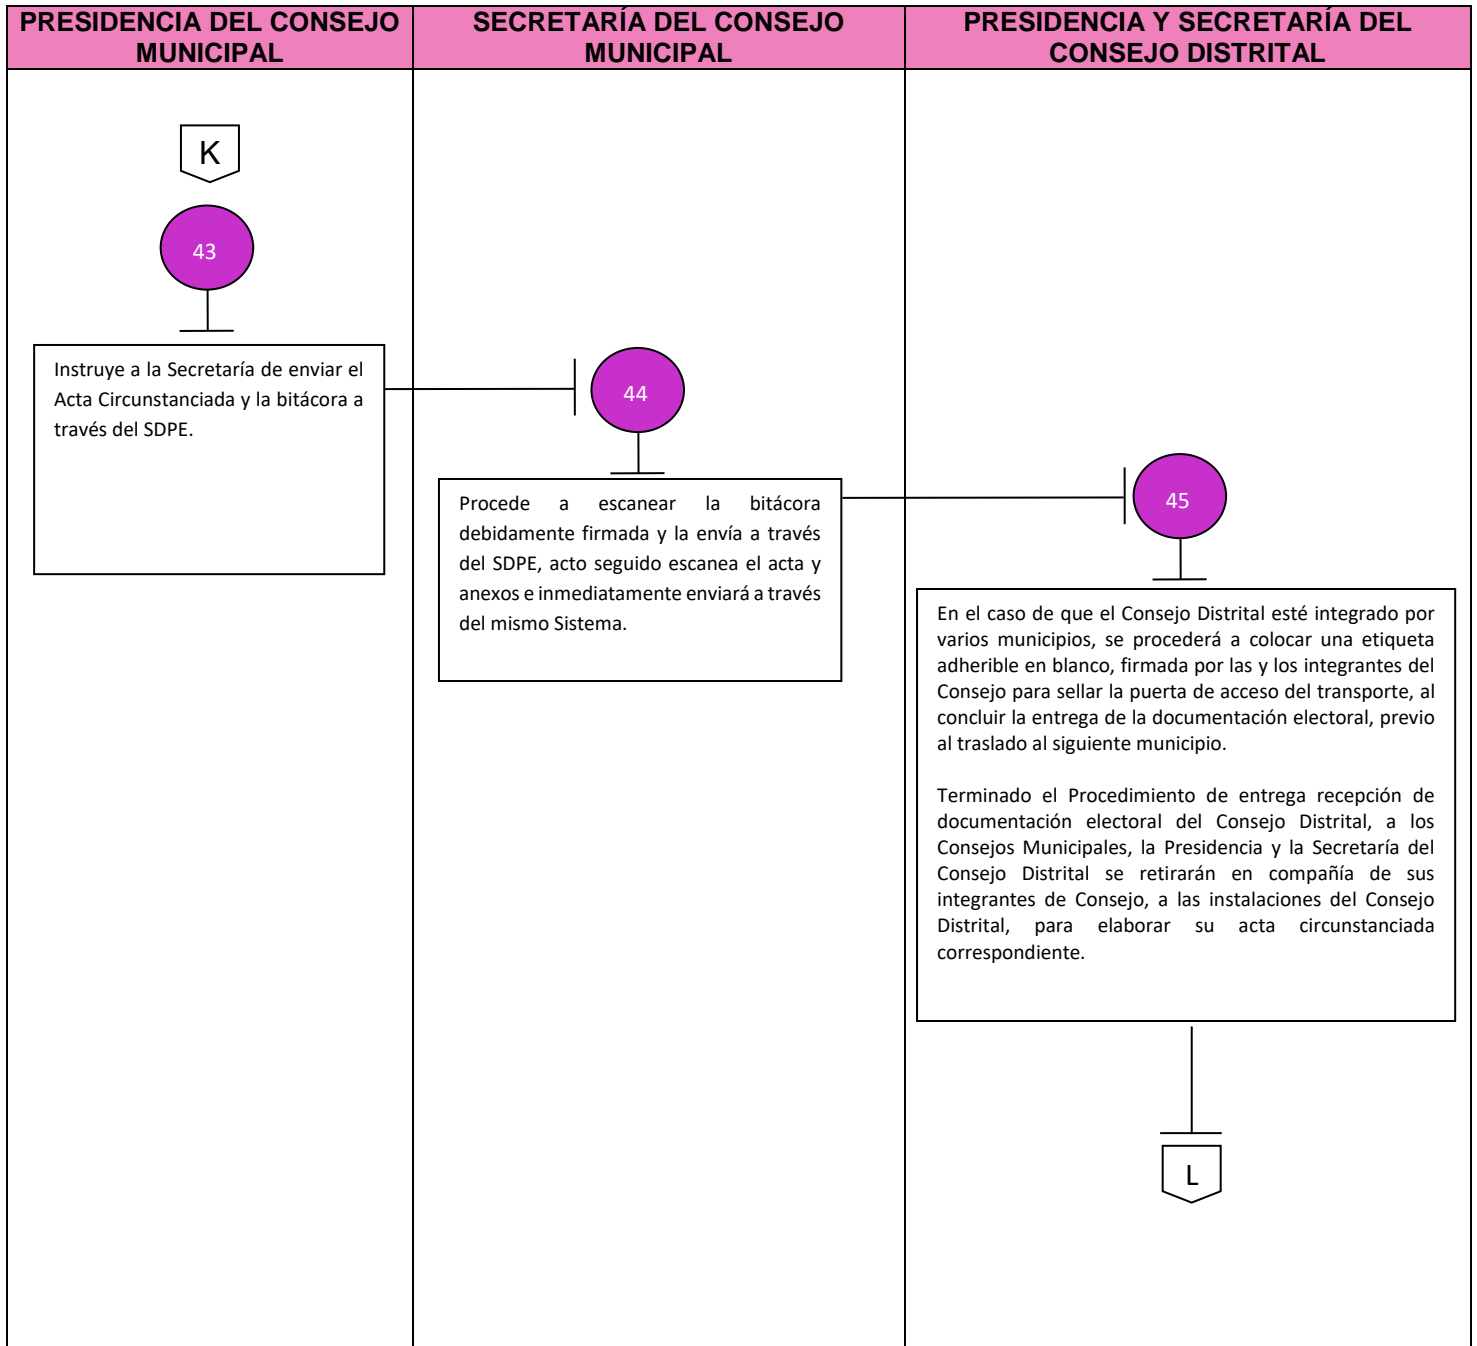 PRESIDENCIA DEL CONSEJO
MUNICIPAL
SECRETARÍA DEL CONSEJO
MUNICIPAL
PRESIDENCIA Y SECRETARÍA DEL
CONSEJO DISTRITAL
K
43
Instruye a la Secretaría de enviar el
Acta Circunstanciada y la bitácora a
través del SDPE.
44
Procede a escanear la bitácora
debidamente firmada y la envía a través
del SDPE, acto seguido escanea el acta y
anexos e inmediatamente enviará a través
del mismo Sistema.
45
En el caso de que el Consejo Distrital esté integrado por
varios municipios, se procederá a colocar una etiqueta
adherible en blanco, firmada por las y los integrantes del
Consejo para sellar la puerta de acceso del transporte, al
concluir la entrega de la documentación electoral, previo
al traslado al siguiente municipio.
Terminado el Procedimiento de entrega recepción de
documentación electoral del Consejo Distrital, a los
Consejos Municipales, la Presidencia y la Secretaría del
Consejo Distrital se retirarán en compañía de sus
integrantes de Consejo, a las instalaciones del Consejo
Distrital, para elaborar su acta circunstanciada
correspondiente.
L